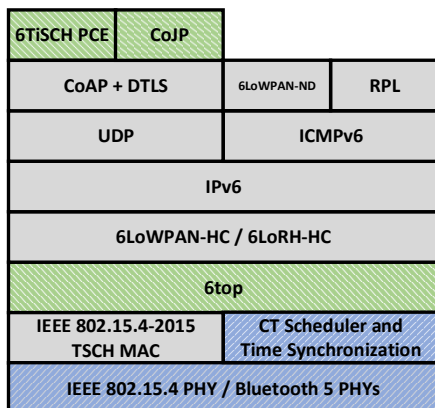 6TiSCH PCE
CoJP
CoAP + DTLS
6LoWPAN-ND
RPL
UDP
ICMPv6
IPv6
6LoWPAN-HC / 6LoRH-HC
6top
IEEE 802.15.4-2015
TSCH MAC
CT Scheduler and
Time Synchronization
IEEE 802.15.4 PHY / Bluetooth 5 PHYs